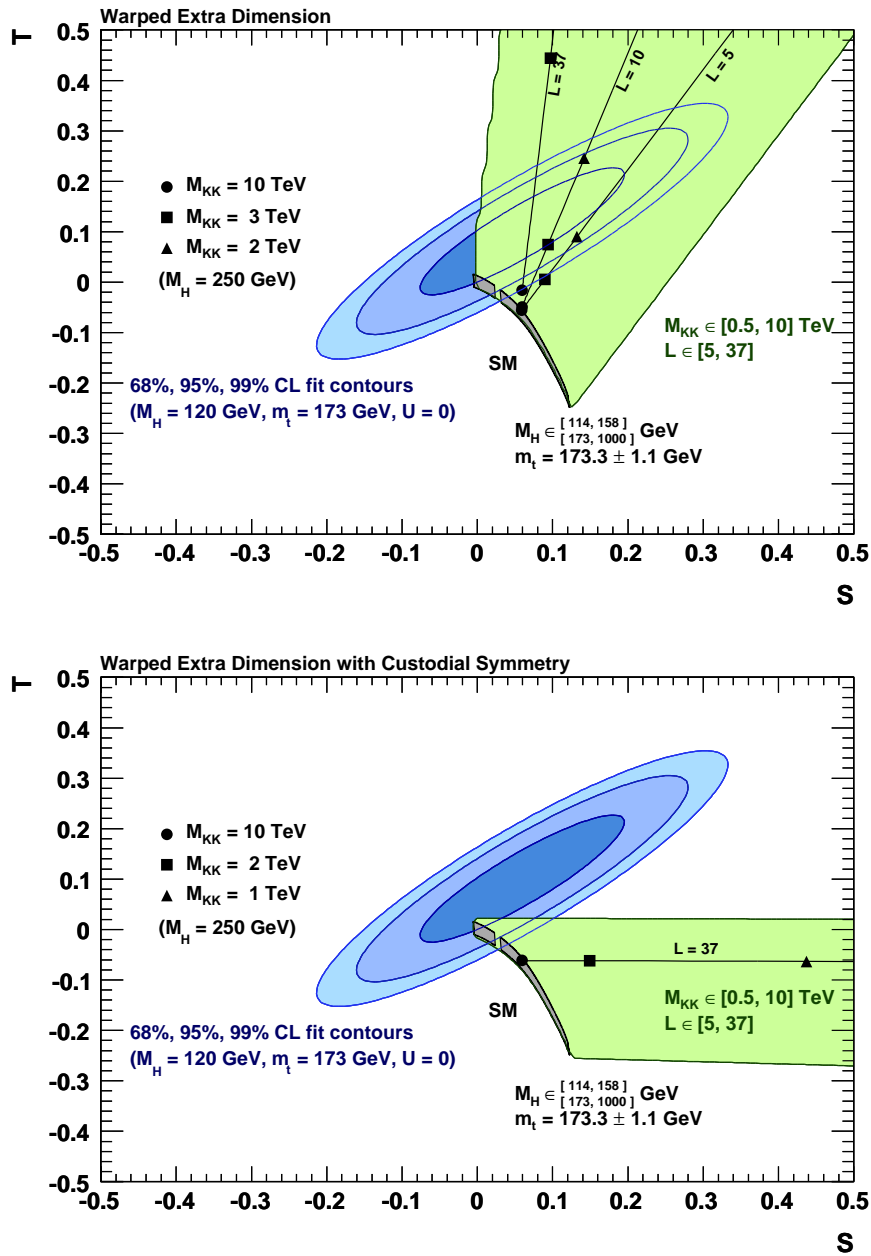 Warped Extra Dimension
T
0.5
0.4
0.3
0.2
0.1
0
-0.1
-0.2
-0.3
-0.4
-0.5
L = 37
L = 10
L = 5
M_KK = 10 TeV
M_KK = 3 TeV
M_KK = 2 TeV
(M_H = 250 GeV)
M_KK ∈ [0.5, 10] TeV
L ∈ [5, 37]
SM
68%, 95%, 99% CL fit contours
(M_H = 120 GeV, m_t = 173 GeV, U = 0)
M_H ∈ [ 114, 158 ] [ 173, 1000 ] GeV
m_t = 173.3 ± 1.1 GeV
-0.5 -0.4 -0.3 -0.2 -0.1 0 0.1 0.2 0.3 0.4 0.5
S
Warped Extra Dimension with Custodial Symmetry
T
0.5
0.4
0.3
0.2
0.1
0
-0.1
-0.2
-0.3
-0.4
-0.5
M_KK = 10 TeV
M_KK = 2 TeV
M_KK = 1 TeV
(M_H = 250 GeV)
L = 37
M_KK ∈ [0.5, 10] TeV
L ∈ [5, 37]
SM
68%, 95%, 99% CL fit contours
(M_H = 120 GeV, m_t = 173 GeV, U = 0)
M_H ∈ [ 114, 158 ] [ 173, 1000 ] GeV
m_t = 173.3 ± 1.1 GeV
-0.5 -0.4 -0.3 -0.2 -0.1 0 0.1 0.2 0.3 0.4 0.5
S